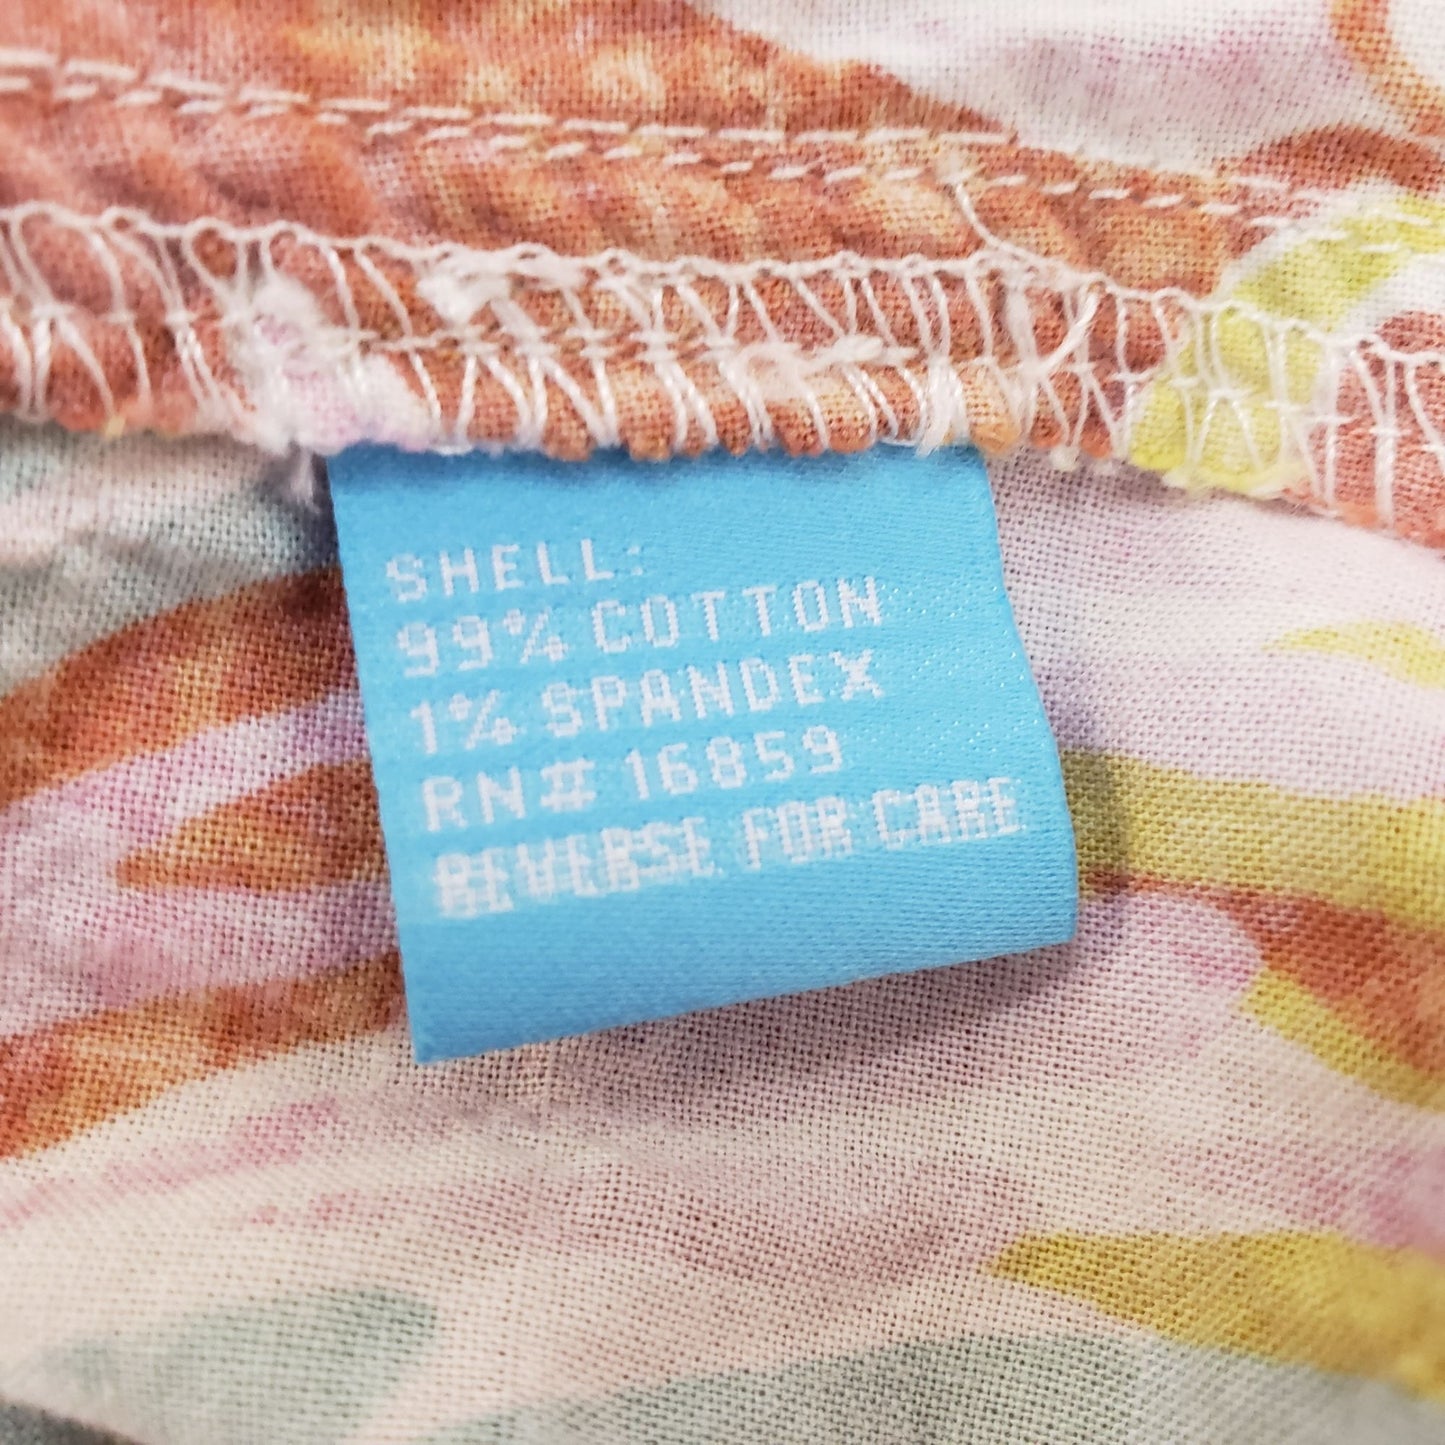 SHELL:
99% COTTON
1% SPANDEX
RN# 16859
REVERSE FOR CARE